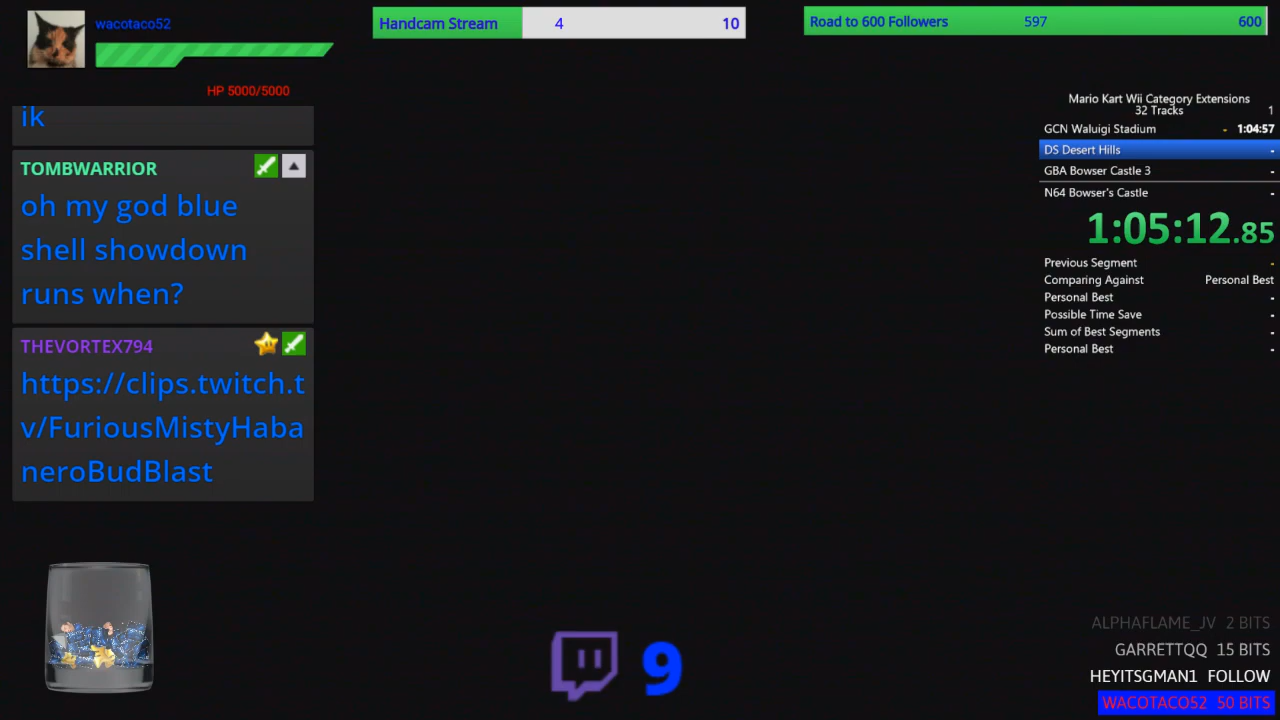 wacotaco52
HP 5000/5000
Handcam Stream 4 10
Road to 600 Followers 597 600
ik
TOMBWARRIOR
oh my god blue
shell showdown
runs when?
THEVORTEX794
https://clips.twitch.t
v/FuriousMistyHaba
neroBudBlast
Mario Kart Wii Category Extensions
32 Tracks 1
GCN Waluigi Stadium - 1:04:57
DS Desert Hills -
GBA Bowser Castle 3 -
N64 Bowser's Castle -
1:05:12.85
Previous Segment -
Comparing Against Personal Best
Personal Best -
Possible Time Save -
Sum of Best Segments -
Personal Best -
9
ALPHAFLAME_JV 2 BITS
GARRETTQQ 15 BITS
HEYITSGMAN1 FOLLOW
WACOTACO52 50 BITS